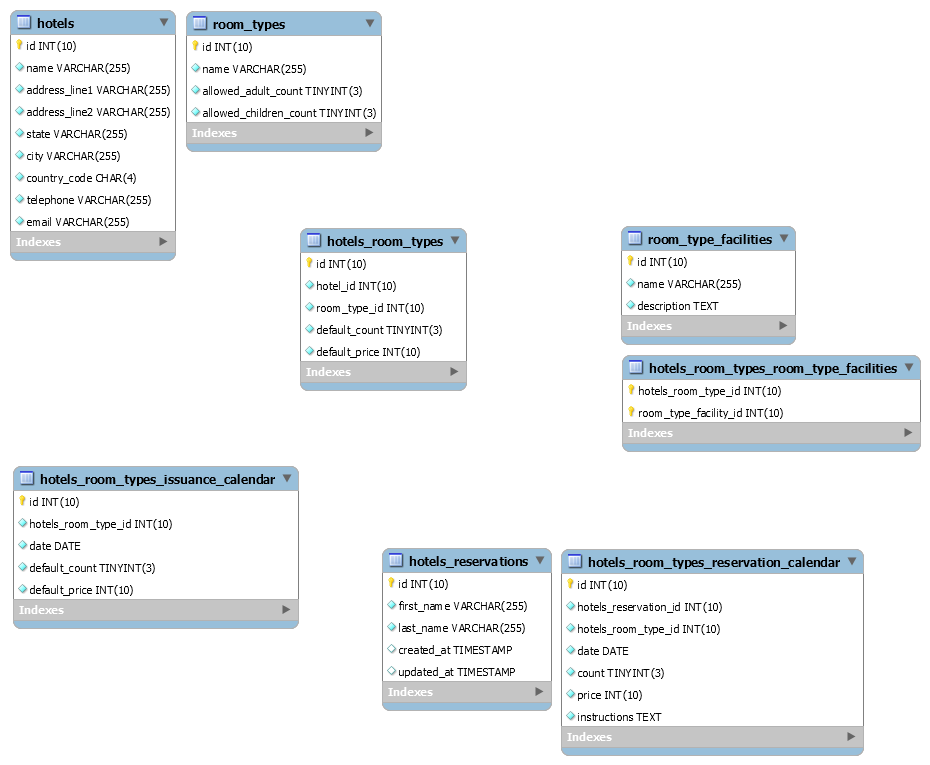 hotels
id INT(10)
name VARCHAR(255)
address_line1 VARCHAR(255)
address_line2 VARCHAR(255)
state VARCHAR(255)
city VARCHAR(255)
country_code CHAR(4)
telephone VARCHAR(255)
email VARCHAR(255)
Indexes
room_types
id INT(10)
name VARCHAR(255)
allowed_adult_count TINYINT(3)
allowed_children_count TINYINT(3)
Indexes
hotels_room_types
id INT(10)
hotel_id INT(10)
room_type_id INT(10)
default_count TINYINT(3)
default_price INT(10)
Indexes
room_type_facilities
id INT(10)
name VARCHAR(255)
description TEXT
Indexes
hotels_room_types_room_type_facilities
hotels_room_type_id INT(10)
room_type_facility_id INT(10)
Indexes
hotels_room_types_issuance_calendar
id INT(10)
hotels_room_type_id INT(10)
date DATE
default_count TINYINT(3)
default_price INT(10)
Indexes
hotels_reservations
id INT(10)
first_name VARCHAR(255)
last_name VARCHAR(255)
created_at TIMESTAMP
updated_at TIMESTAMP
Indexes
hotels_room_types_reservation_calendar
id INT(10)
hotels_reservation_id INT(10)
hotels_room_type_id INT(10)
date DATE
count TINYINT(3)
price INT(10)
instructions TEXT
Indexes